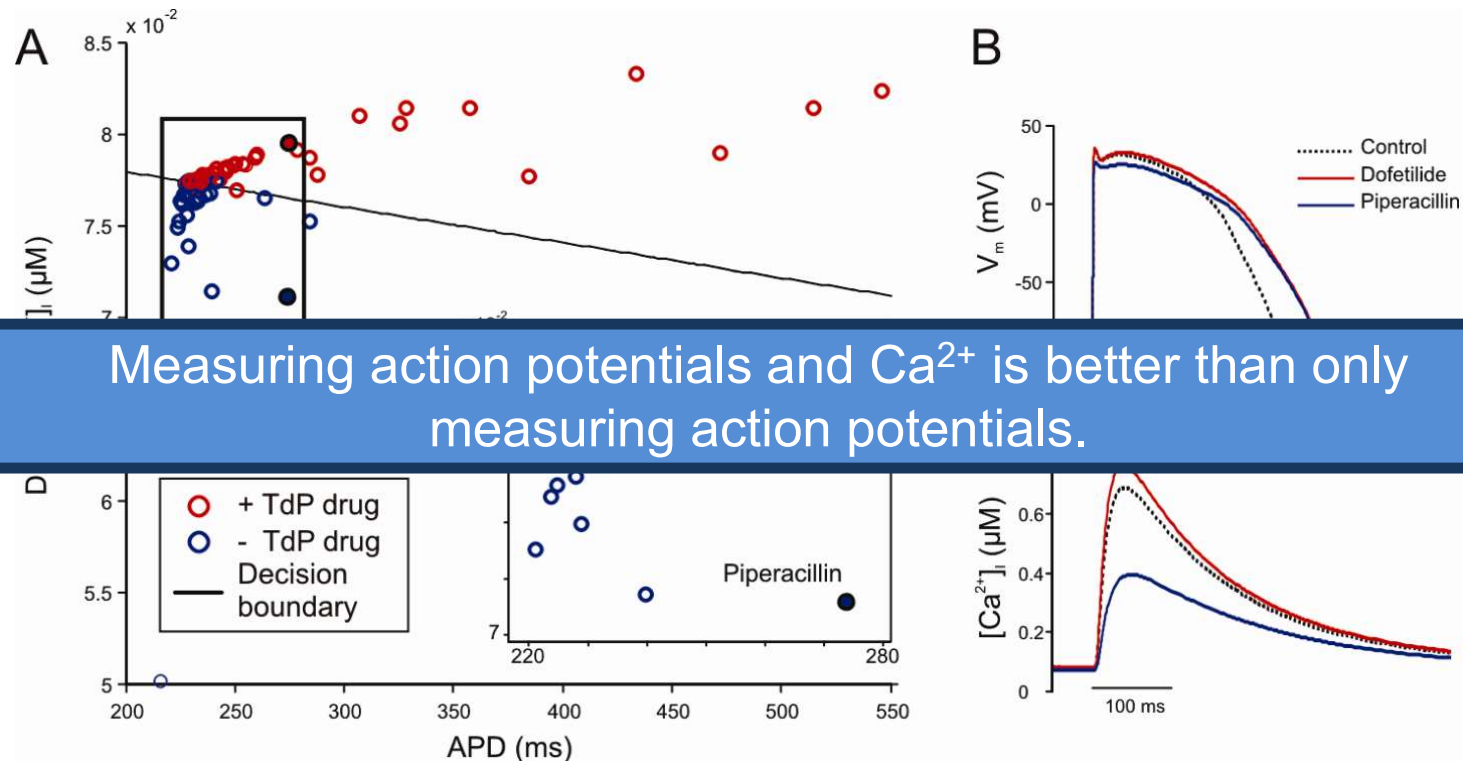 A
x 10⁻²
8.5
8
7.5
7
]ᵢ (µM)
B
50
0
-50
Vₘ (mV)
Control
Dofetilide
Piperacillin
Measuring action potentials and Ca²⁺ is better than only
measuring action potentials.
D
6
5.5
5
+ TdP drug
- TdP drug
Decision
boundary
Piperacillin
7
220
280
200
250
300
350
400
450
500
550
APD (ms)
0.6
0.4
0.2
0
[Ca²⁺]ᵢ (µM)
100 ms